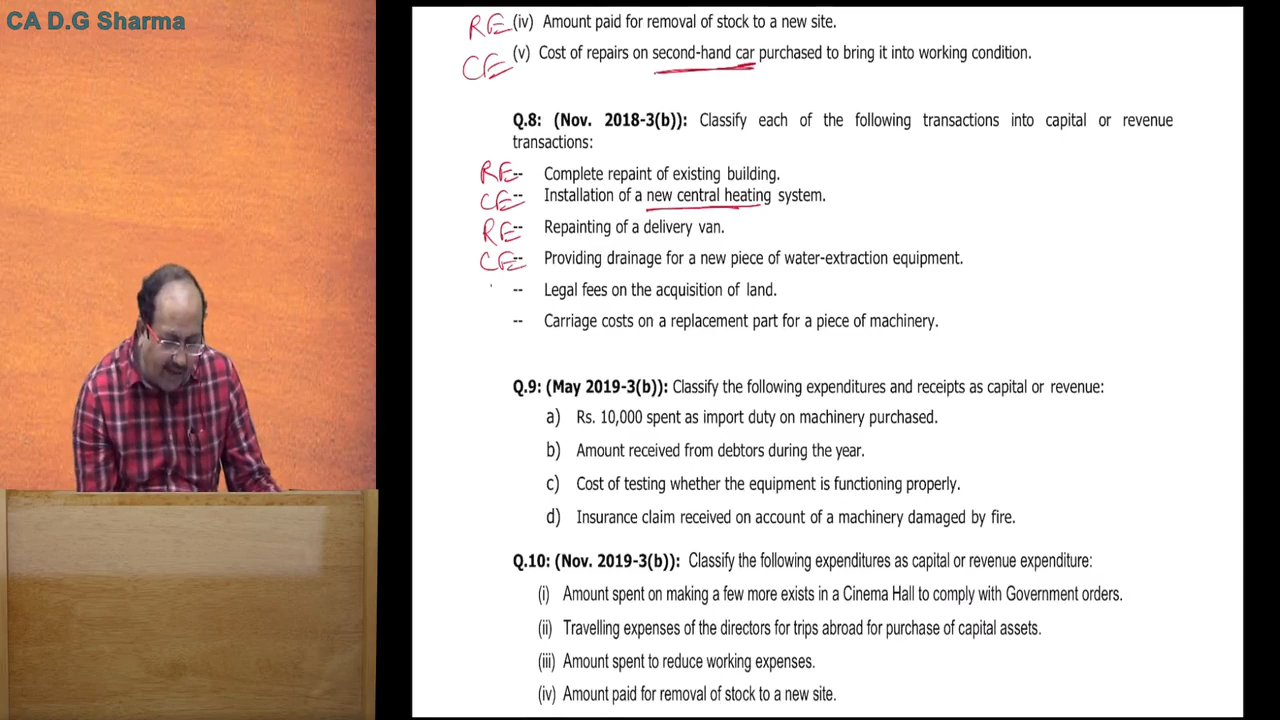 CA D.G Sharma
RE (iv) Amount paid for removal of stock to a new site.
CE (v) Cost of repairs on second-hand car purchased to bring it into working condition.
Q.8: (Nov. 2018-3(b)): Classify each of the following transactions into capital or revenue
transactions:
RE -- Complete repaint of existing building.
CE -- Installation of a new central heating system.
RE -- Repainting of a delivery van.
CE -- Providing drainage for a new piece of water-extraction equipment.
-- Legal fees on the acquisition of land.
-- Carriage costs on a replacement part for a piece of machinery.
Q.9: (May 2019-3(b)): Classify the following expenditures and receipts as capital or revenue:
a) Rs. 10,000 spent as import duty on machinery purchased.
b) Amount received from debtors during the year.
c) Cost of testing whether the equipment is functioning properly.
d) Insurance claim received on account of a machinery damaged by fire.
Q.10: (Nov. 2019-3(b)): Classify the following expenditures as capital or revenue expenditure:
(i) Amount spent on making a few more exists in a Cinema Hall to comply with Government orders.
(ii) Travelling expenses of the directors for trips abroad for purchase of capital assets.
(iii) Amount spent to reduce working expenses.
(iv) Amount paid for removal of stock to a new site.